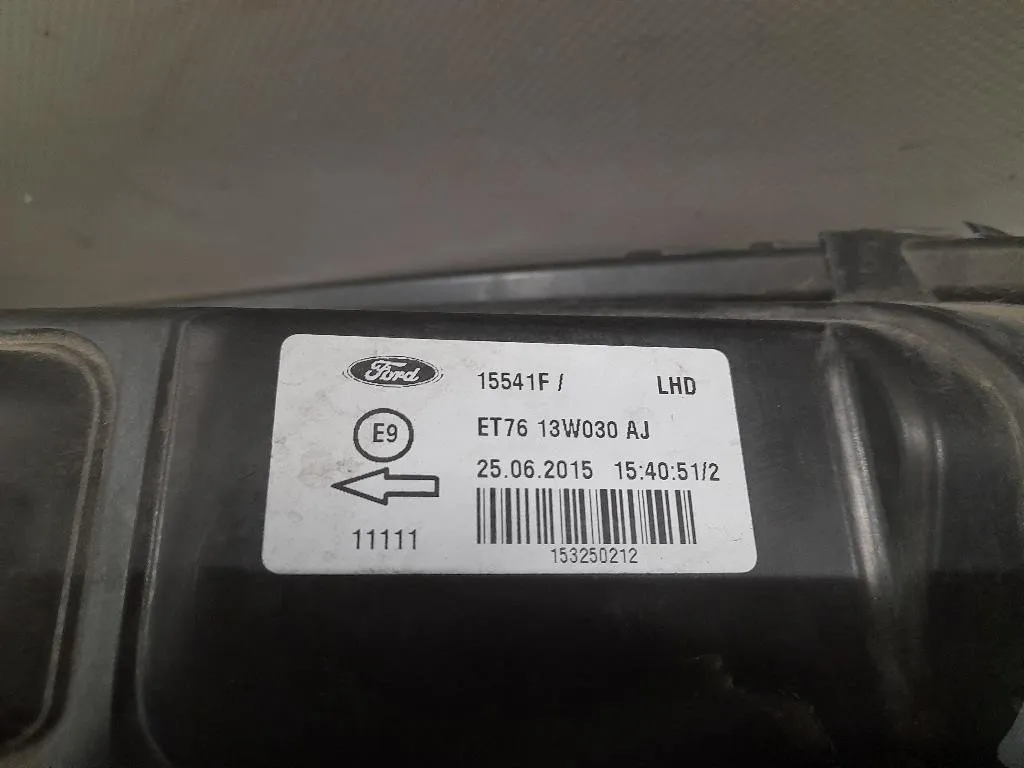 Ford
15541F /
LHD
E9
ET76 13W030 AJ
25.06.2015 15:40:51/2
11111
153250212